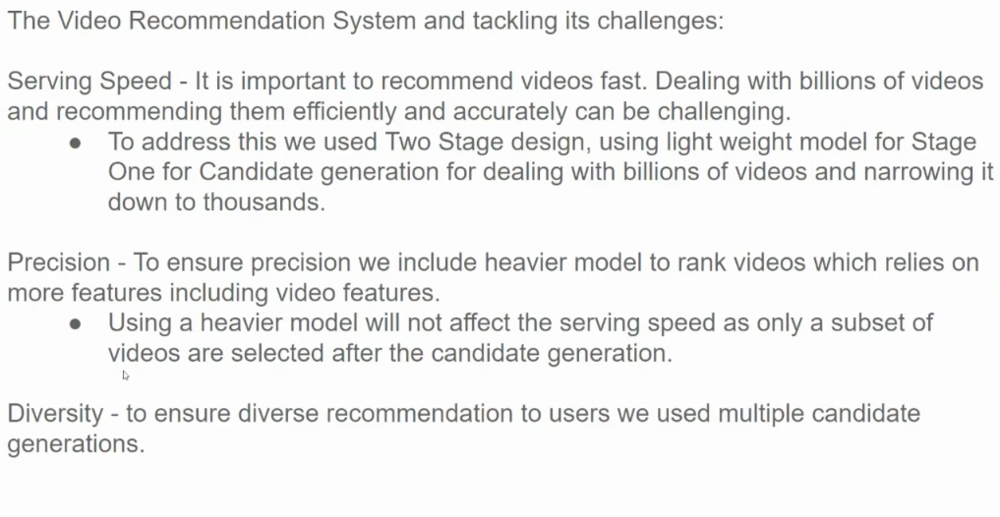 The Video Recommendation System and tackling its challenges:
Serving Speed - It is important to recommend videos fast. Dealing with billions of videos
and recommending them efficiently and accurately can be challenging.
● To address this we used Two Stage design, using light weight model for Stage
One for Candidate generation for dealing with billions of videos and narrowing it
down to thousands.
Precision - To ensure precision we include heavier model to rank videos which relies on
more features including video features.
● Using a heavier model will not affect the serving speed as only a subset of
videos are selected after the candidate generation.
Diversity - to ensure diverse recommendation to users we used multiple candidate
generations.